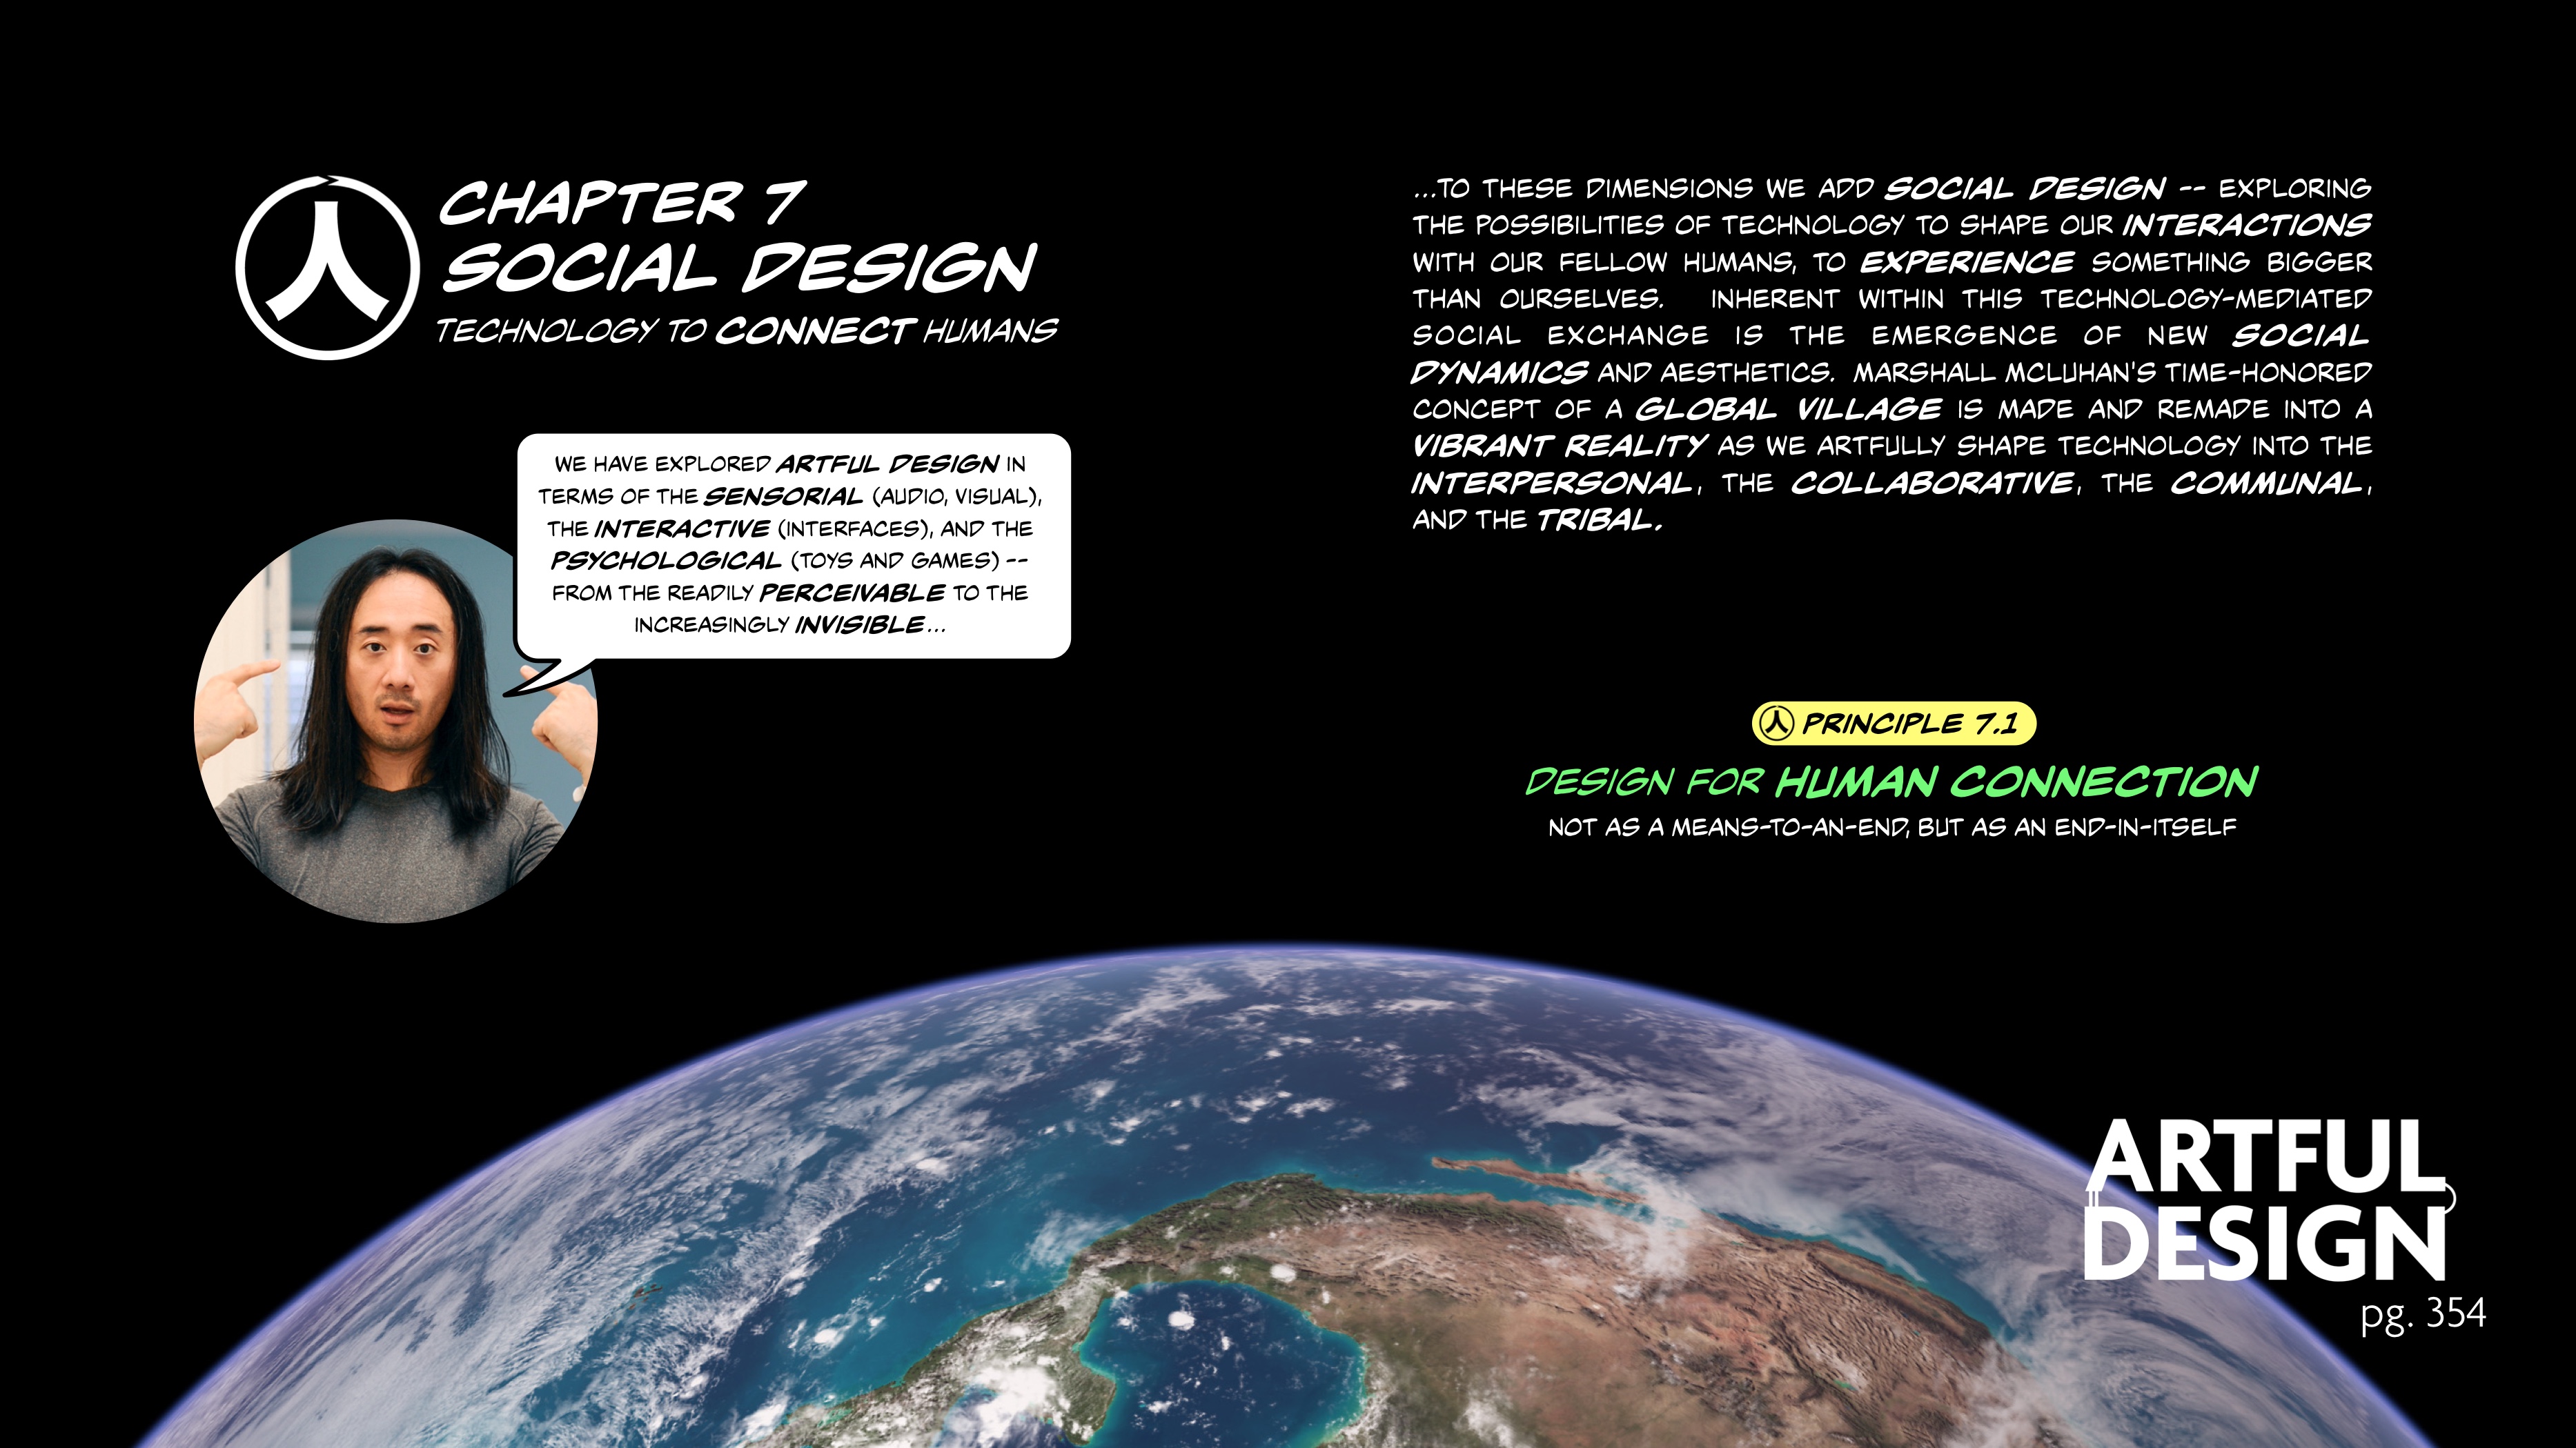 人
CHAPTER 7
SOCIAL DESIGN
TECHNOLOGY TO CONNECT HUMANS
WE HAVE EXPLORED ARTFUL DESIGN IN
TERMS OF THE SENSORIAL (AUDIO, VISUAL),
THE INTERACTIVE (INTERFACES), AND THE
PSYCHOLOGICAL (TOYS AND GAMES) --
FROM THE READILY PERCEIVABLE TO THE
INCREASINGLY INVISIBLE...
...TO THESE DIMENSIONS WE ADD SOCIAL DESIGN -- EXPLORING
THE POSSIBILITIES OF TECHNOLOGY TO SHAPE OUR INTERACTIONS
WITH OUR FELLOW HUMANS, TO EXPERIENCE SOMETHING BIGGER
THAN OURSELVES. INHERENT WITHIN THIS TECHNOLOGY-MEDIATED
SOCIAL EXCHANGE IS THE EMERGENCE OF NEW SOCIAL
DYNAMICS AND AESTHETICS. MARSHALL MCLUHAN'S TIME-HONORED
CONCEPT OF A GLOBAL VILLAGE IS MADE AND REMADE INTO A
VIBRANT REALITY AS WE ARTFULLY SHAPE TECHNOLOGY INTO THE
INTERPERSONAL, THE COLLABORATIVE, THE COMMUNAL,
AND THE TRIBAL.
人 PRINCIPLE 7.1
DESIGN FOR HUMAN CONNECTION
NOT AS A MEANS-TO-AN-END, BUT AS AN END-IN-ITSELF
ARTFUL
DESIGN
pg. 354